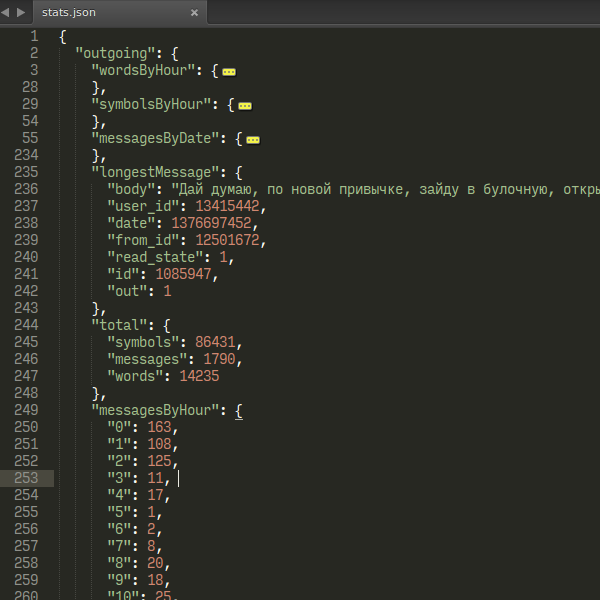 stats.json ×
1 {
2 "outgoing": {
3 "wordsByHour": {
28 },
29 "symbolsByHour": {
54 },
55 "messagesByDate": {
234 },
235 "longestMessage": {
236 "body": "Дай думаю, по новой привычке, зайду в булочную, откры
237 "user_id": 13415442,
238 "date": 1376697452,
239 "from_id": 12501672,
240 "read_state": 1,
241 "id": 1085947,
242 "out": 1
243 },
244 "total": {
245 "symbols": 86431,
246 "messages": 1790,
247 "words": 14235
248 },
249 "messagesByHour": {
250 "0": 163,
251 "1": 108,
252 "2": 125,
253 "3": 11,
254 "4": 17,
255 "5": 1,
256 "6": 2,
257 "7": 8,
258 "8": 20,
259 "9": 18,
260 "10": 25,